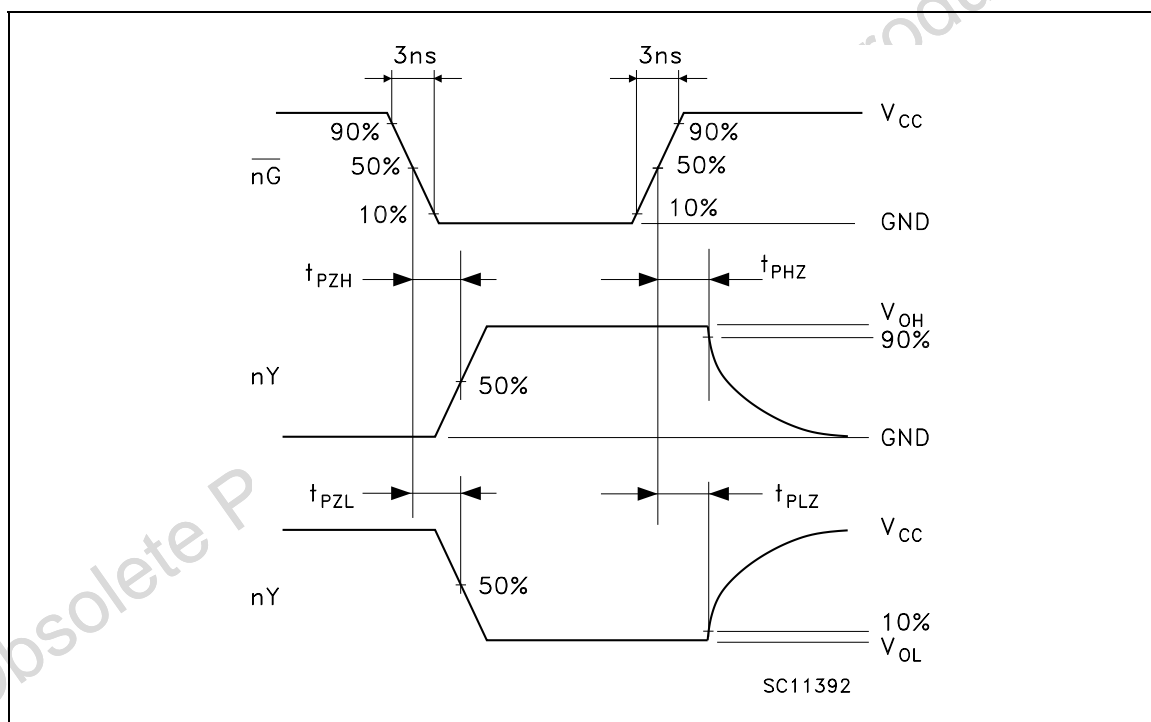 3ns 3ns
90% 90% V_CC
n̅G̅ 50% 50%
10% 10% GND
t_PZH t_PHZ
V_OH
90%
nY 50%
GND
t_PZL t_PLZ
V_CC
nY 50%
10%
V_OL
SC11392
Obsolete P